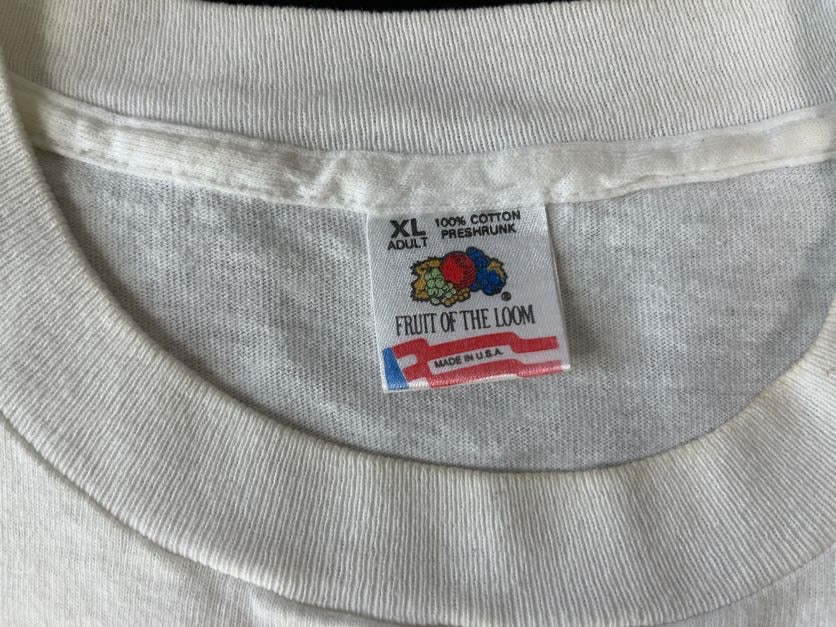 XL 100% COTTON
ADULT PRESHRUNK
®
FRUIT OF THE LOOM
MADE IN U.S.A.